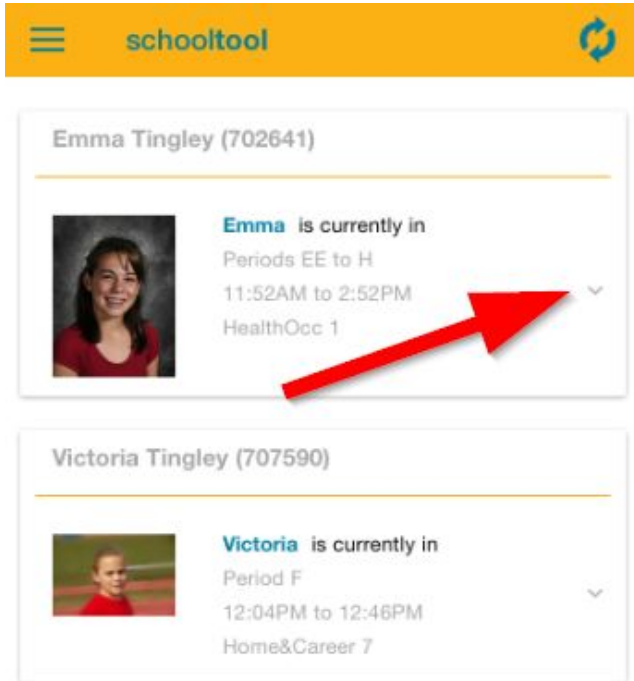 schooltool
Emma Tingley (702641)
Emma is currently in
Periods EE to H
11:52AM to 2:52PM
HealthOcc 1
Victoria Tingley (707590)
Victoria is currently in
Period F
12:04PM to 12:46PM
Home&Career 7